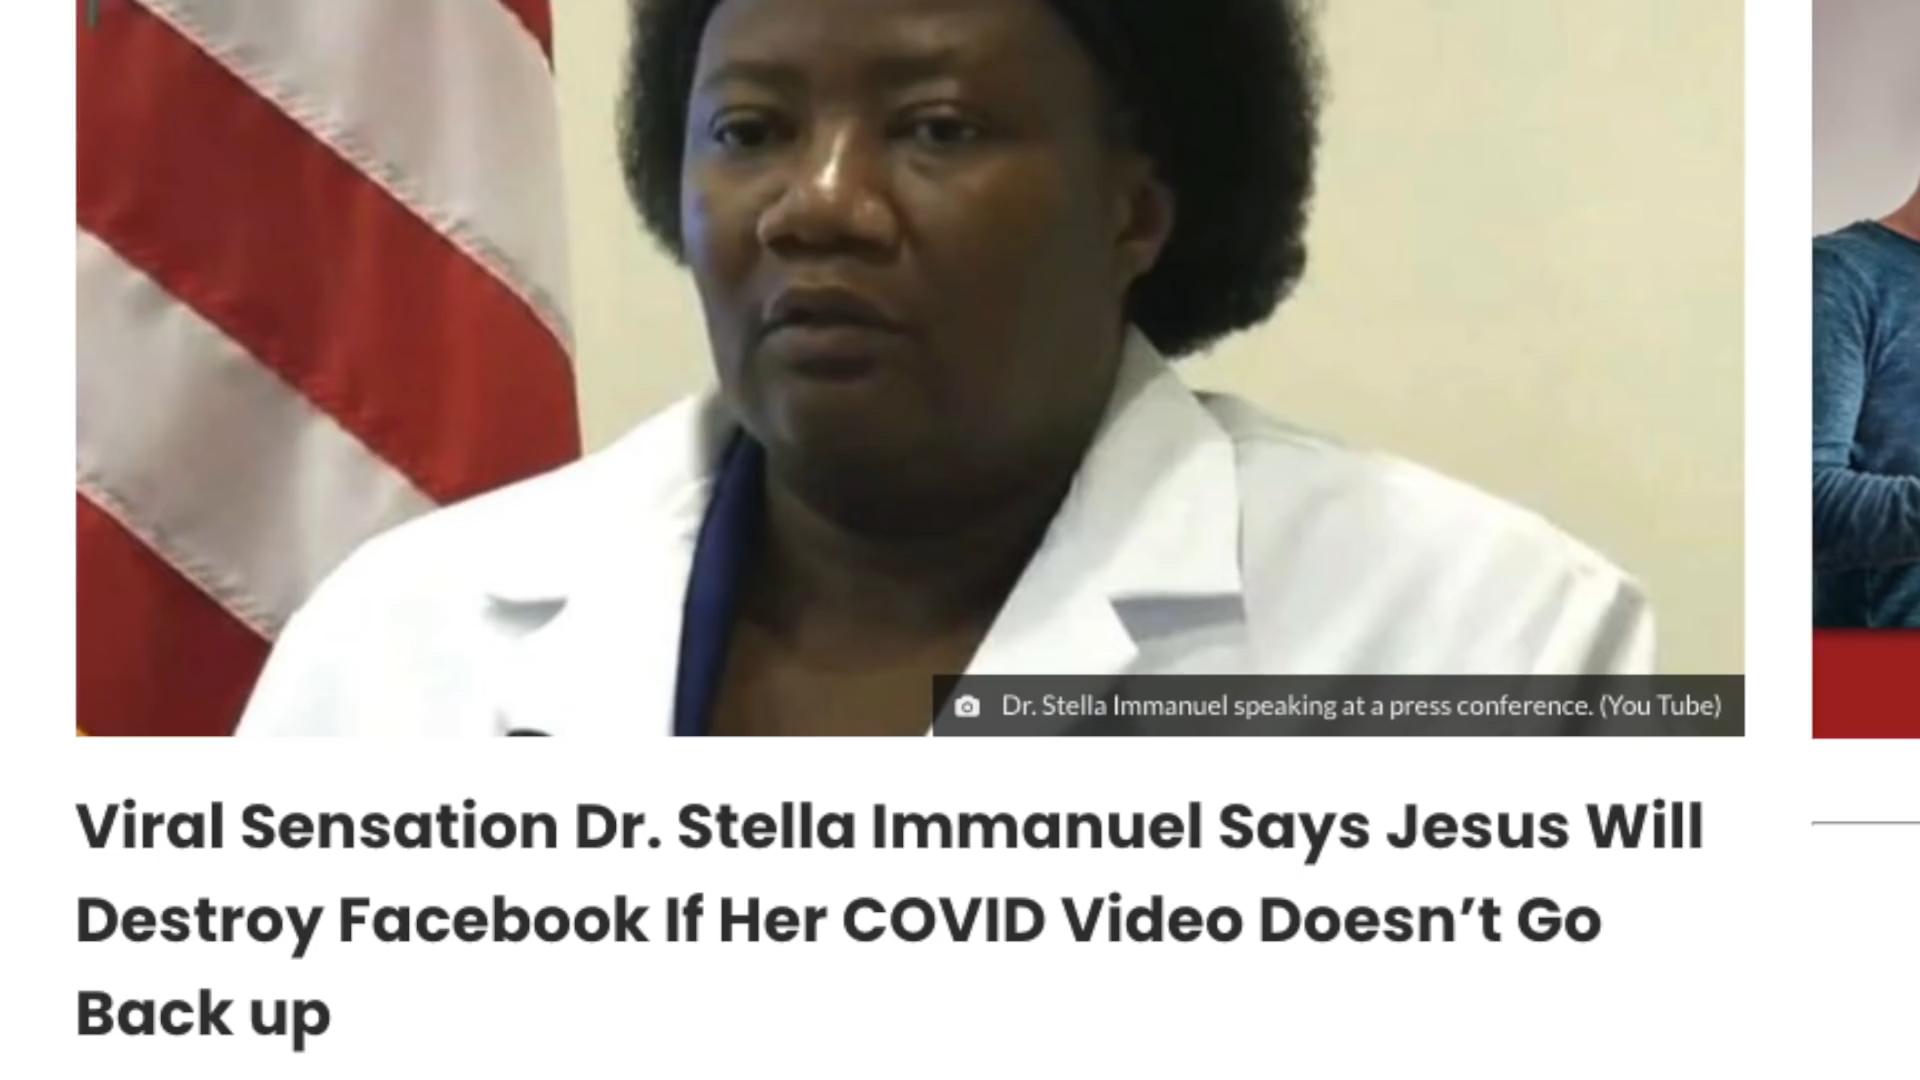 Dr. Stella Immanuel speaking at a press conference. (You Tube)
Viral Sensation Dr. Stella Immanuel Says Jesus Will
Destroy Facebook If Her COVID Video Doesn’t Go
Back up